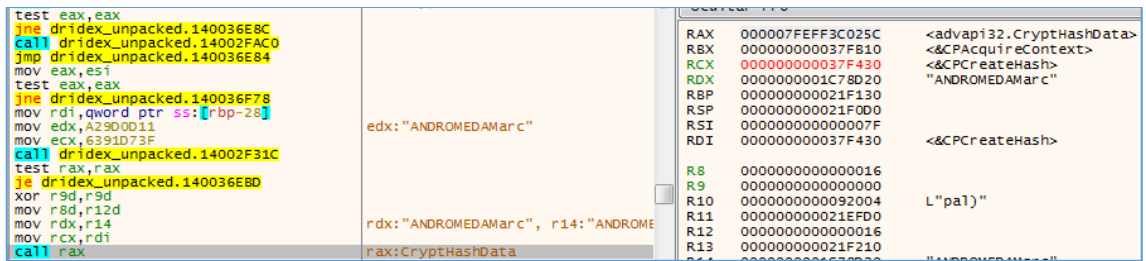 test eax,eax
jne dridex_unpacked.140036E8C
call dridex_unpacked.14002FAC0
jmp dridex_unpacked.140036E84
mov eax,esi
test eax,eax
jne dridex_unpacked.140036F78
mov rdi,qword ptr ss:[rbp-28]
mov edx,A29D0D11 edx:"ANDROMEDAMarc"
mov ecx,6391D73F
call dridex_unpacked.14002F31C
test rax,rax
je dridex_unpacked.140036EBD
xor r9d,r9d
mov r8d,r12d
mov rdx,r14 rdx:"ANDROMEDAMarc", r14:"ANDROME
mov rcx,rdi
call rax rax:CryptHashData
RAX 000007FEFF3C025C <advapi32.CryptHashData>
RBX 000000000037FB10 <&CPAcquireContext>
RCX 000000000037F430 <&CPCreateHash>
RDX 0000000001C78D20 "ANDROMEDAMarc"
RBP 000000000021F130
RSP 000000000021F0D0
RSI 000000000000007F
RDI 000000000037F430 <&CPCreateHash>
R8 0000000000000016
R9 0000000000000000
R10 0000000000092004 L"pal)"
R11 000000000021EFD0
R12 0000000000000016
R13 000000000021F210